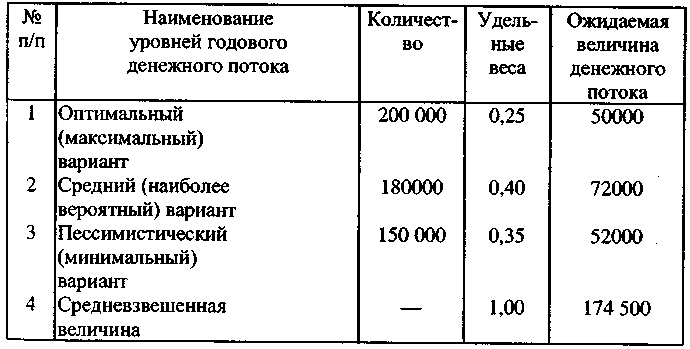 № п/п Наименование уровней годового денежного потока Количест- во Удель- ные веса Ожидаемая величина денежного потока
1 Оптимальный 200 000 0,25 50000
(максимальный)
вариант
2 Средний (наиболее 180000 0,40 72000
вероятный) вариант
3 Пессимистический 150 000 0,35 52000
(минимальный)
вариант
4 Средневзвешенная — 1,00 174 500
величина